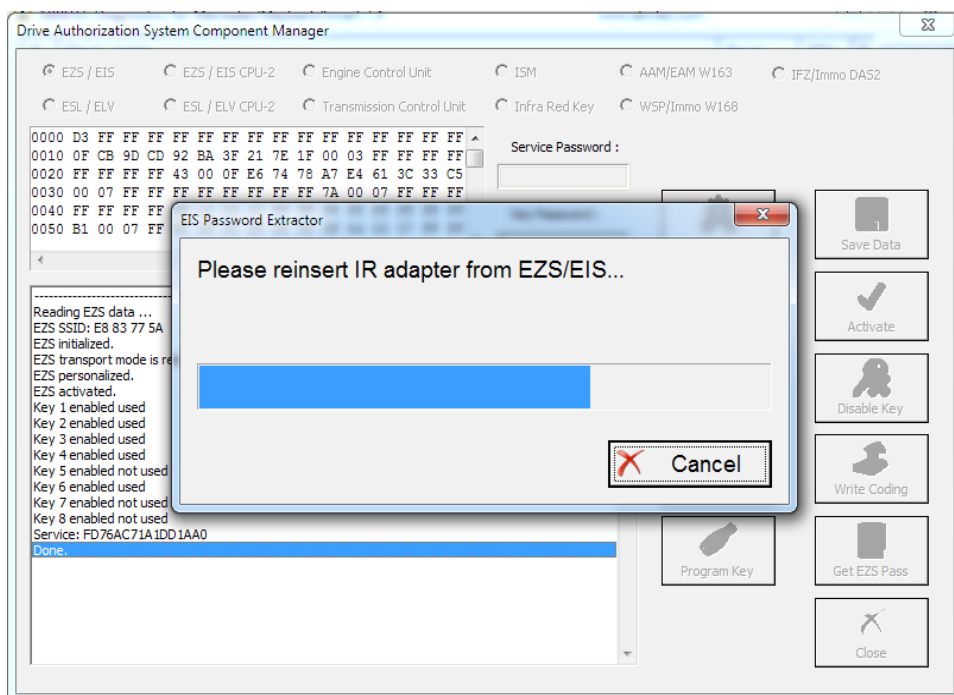 Drive Authorization System Component Manager
EZS / EIS
EZS / EIS CPU-2
Engine Control Unit
ISM
AAM/EAM W163
IFZ/Immo DAS2
ESL / ELV
ESL / ELV CPU-2
Transmission Control Unit
Infra Red Key
WSP/Immo W168
0000 D3 FF FF FF FF FF FF FF FF FF FF FF FF FF FF FF
0010 0F CB 9D CD 92 BA 3F 21 7E 1F 00 03 FF FF FF FF
0020 FF FF FF FF 43 00 0F E6 74 78 A7 E4 61 3C 33 C5
0030 00 07 FF FF FF FF FF FF FF FF 7A 00 07 FF FF FF
0040 FF FF FF FF
0050 B1 00 07 FF
Service Password :
EIS Password Extractor
Please reinsert IR adapter from EZS/EIS...
Cancel
Reading EZS data ...
EZS SSID: E8 83 77 5A
EZS initialized.
EZS transport mode is re
EZS personalized.
EZS activated.
Key 1 enabled used
Key 2 enabled used
Key 3 enabled used
Key 4 enabled used
Key 5 enabled not used
Key 6 enabled used
Key 7 enabled not used
Key 8 enabled not used
Service: FD76AC71A1DD1AA0
Done.
Save Data
Activate
Disable Key
Write Coding
Program Key
Get EZS Pass
Close